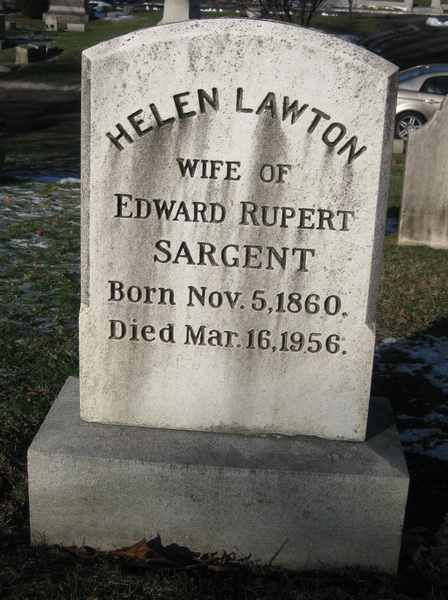 HELEN LAWTON
WIFE OF
EDWARD RUPERT
SARGENT
Born Nov. 5, 1860.
Died Mar. 16, 1956.